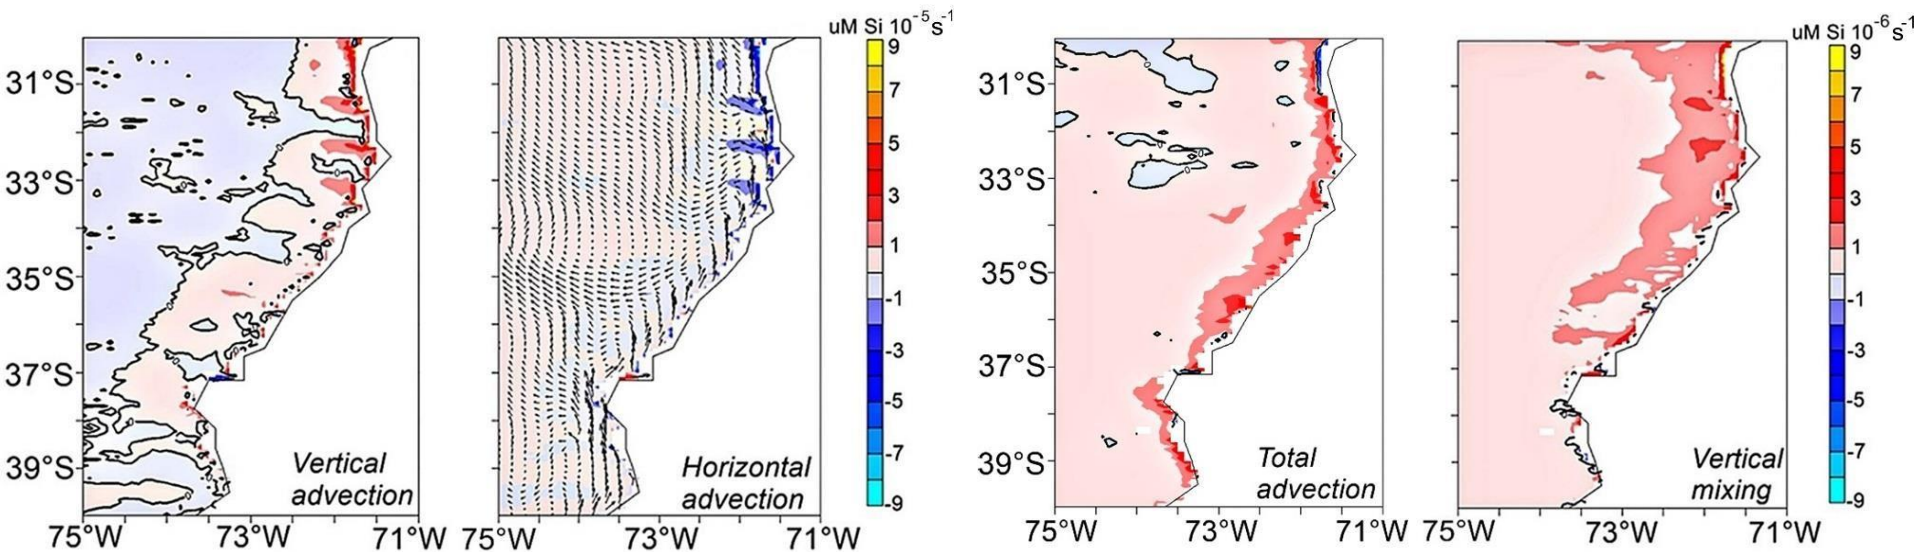 uM Si 10⁻⁵s⁻¹
31°S
33°S
35°S
37°S
39°S
75°W
73°W
71°W
Vertical
advection
75°W
73°W
71°W
Horizontal
advection
9
7
5
3
1
-1
-3
-5
-7
-9
uM Si 10⁻⁶s⁻¹
31°S
33°S
35°S
37°S
39°S
75°W
73°W
71°W
Total
advection
75°W
73°W
71°W
Vertical
mixing
9
7
5
3
1
-1
-3
-5
-7
-9